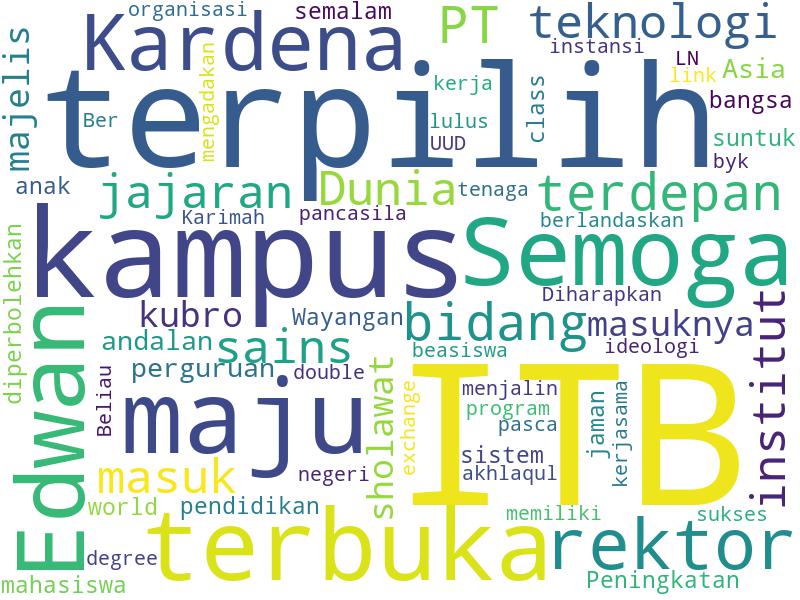 organisasi
semalam
PT
teknologi
Kardena
instansi
majelis
mengadakan
terpilih
kerja
class
LN
link
Asia
bangsa
Ber
lulus
UUD
suntuk
byk
anak
jajaran
Dunia
tenaga
terdepan
Karimah
pancasila
berlandaskan
diperbolehkan
kampus
Semoga
Diharapkan
kubro
Wayangan
bidang
masuknya
institut
Edwan
andalan
sains
beasiswa
ideologi
perguruan
double
sholawat
Beliau
maju
exchange
ITB
menjalin
program
pasca
jaman
kerjasama
sistem
akhlaqul
masuk
negeri
world
pendidikan
terbuka
memiliki
sukses
rektor
degree
mahasiswa
Peningkatan